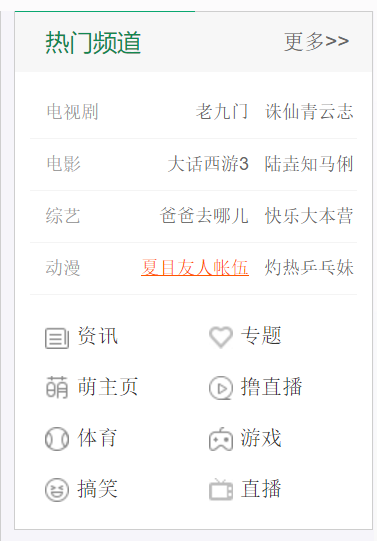 热门频道 更多>>
电视剧 老九门 诛仙青云志
电影 大话西游3 陆垚知马俐
综艺 爸爸去哪儿 快乐大本营
动漫 夏目友人帐伍 灼热乒乓妹
资讯 专题
萌 萌主页 撸直播
体育 游戏
搞笑 直播